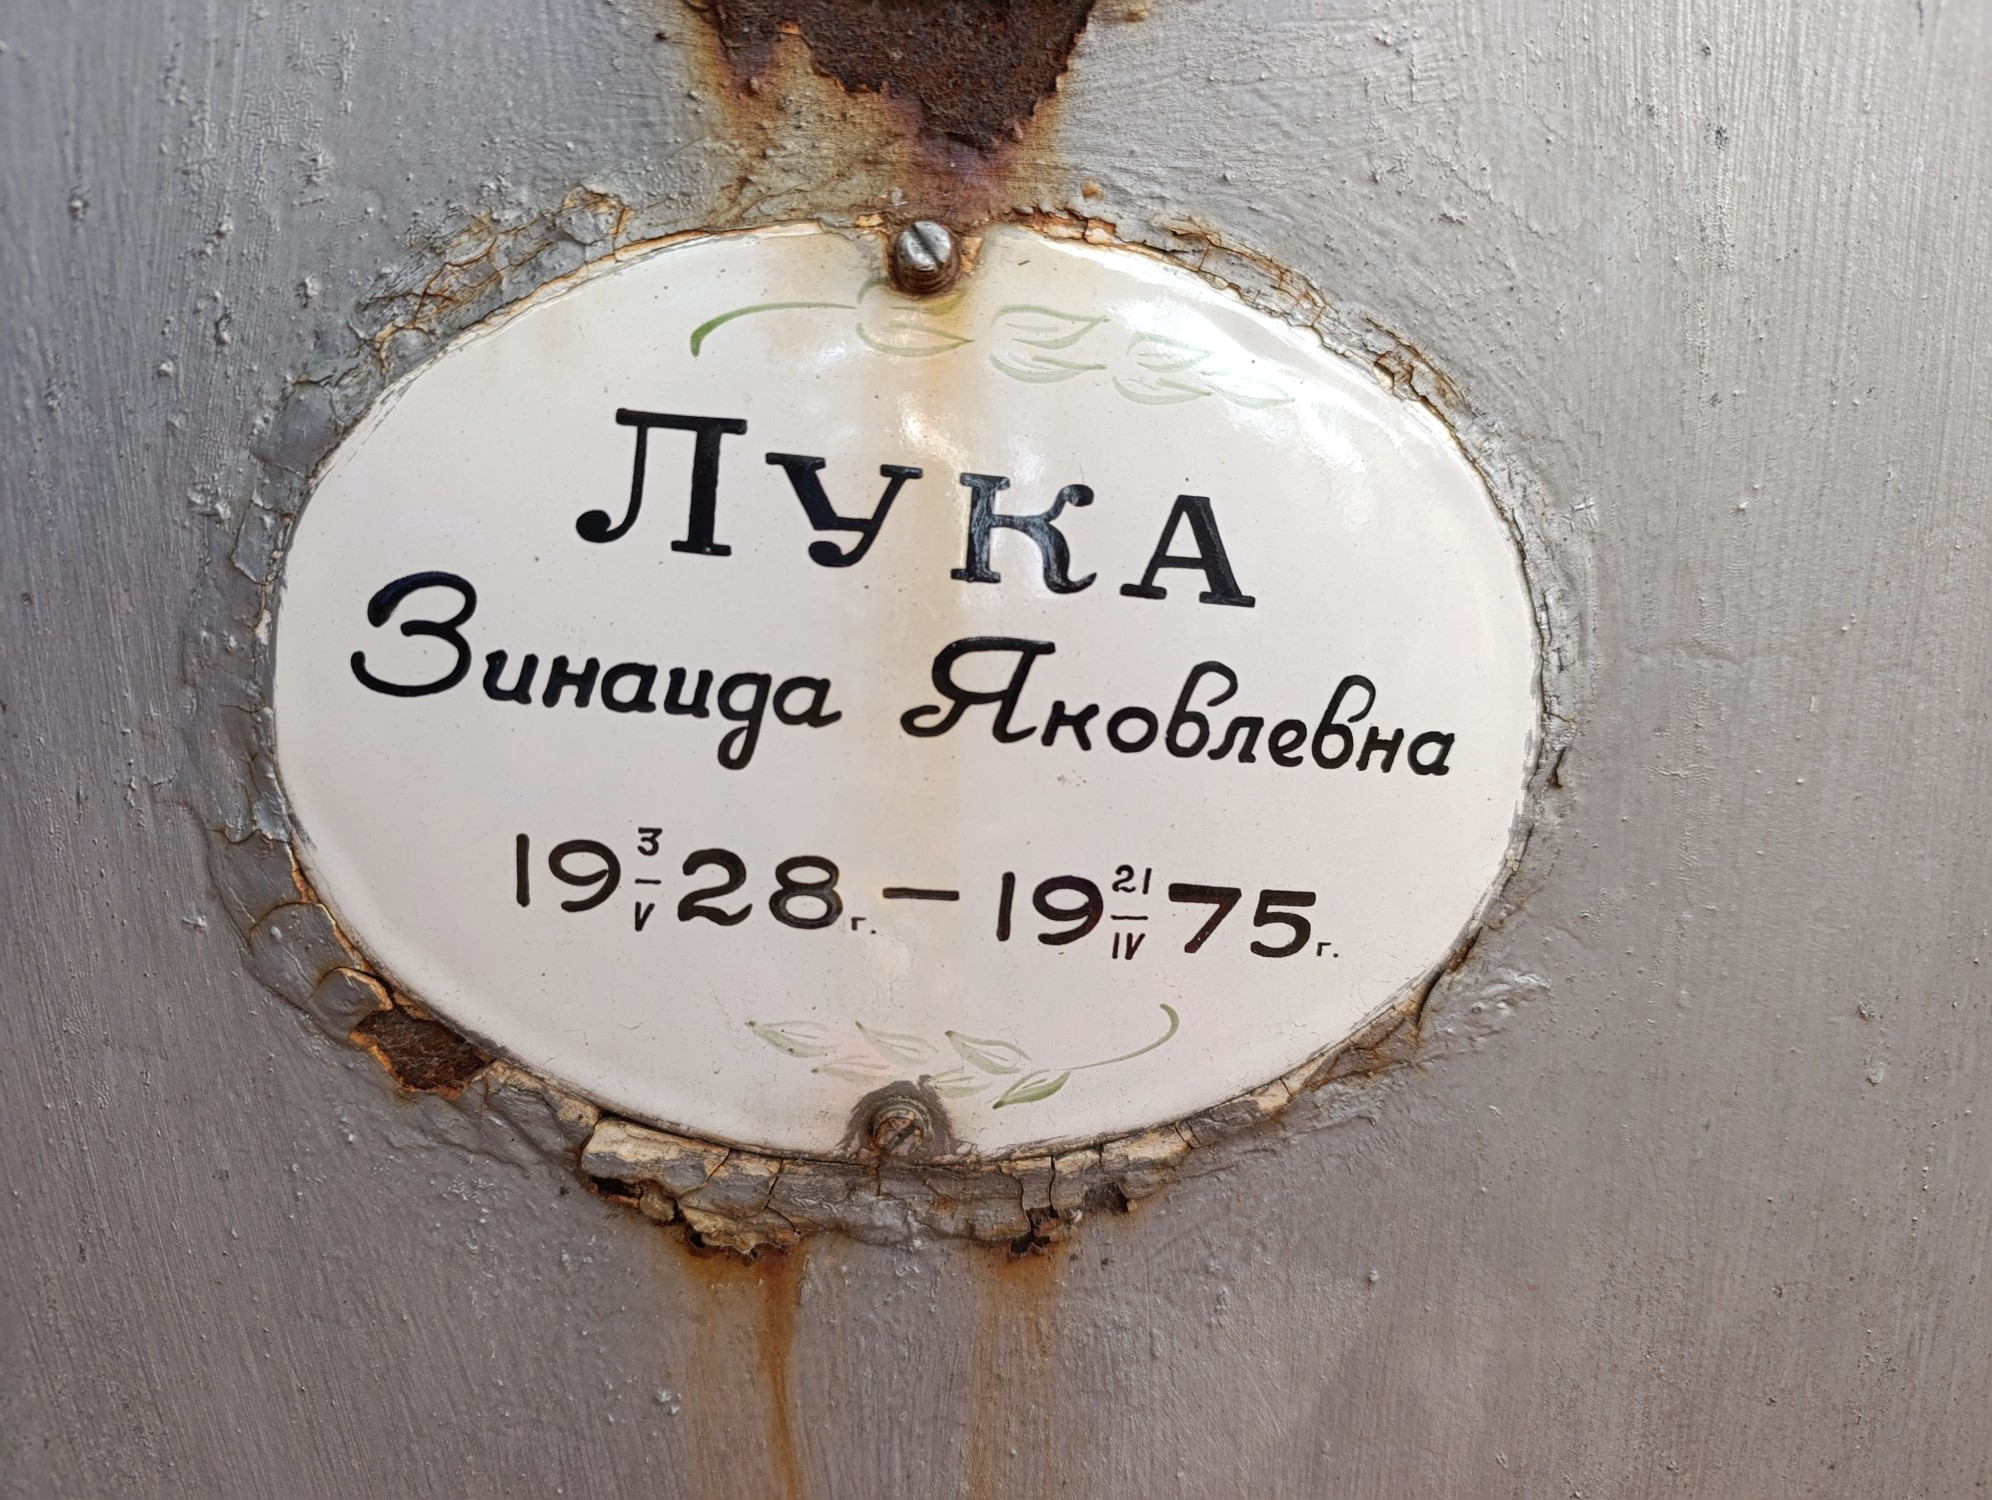 ЛУКА
Зинаида Яковлевна
19 3/V 28 г. — 19 21/IV 75 г.